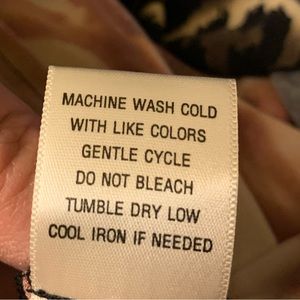 MACHINE WASH COLD
WITH LIKE COLORS
GENTLE CYCLE
DO NOT BLEACH
TUMBLE DRY LOW
COOL IRON IF NEEDED